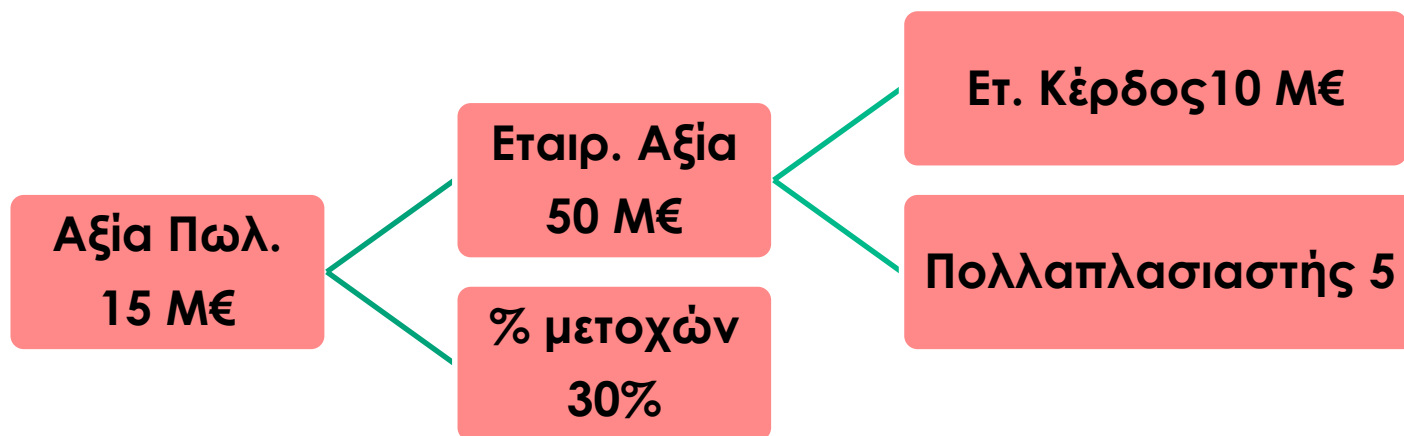 Αξία Πωλ.
15 Μ€
Εταιρ. Αξία
50 Μ€
% μετοχών
30%
Ετ. Κέρδος10 Μ€
Πολλαπλασιαστής 5